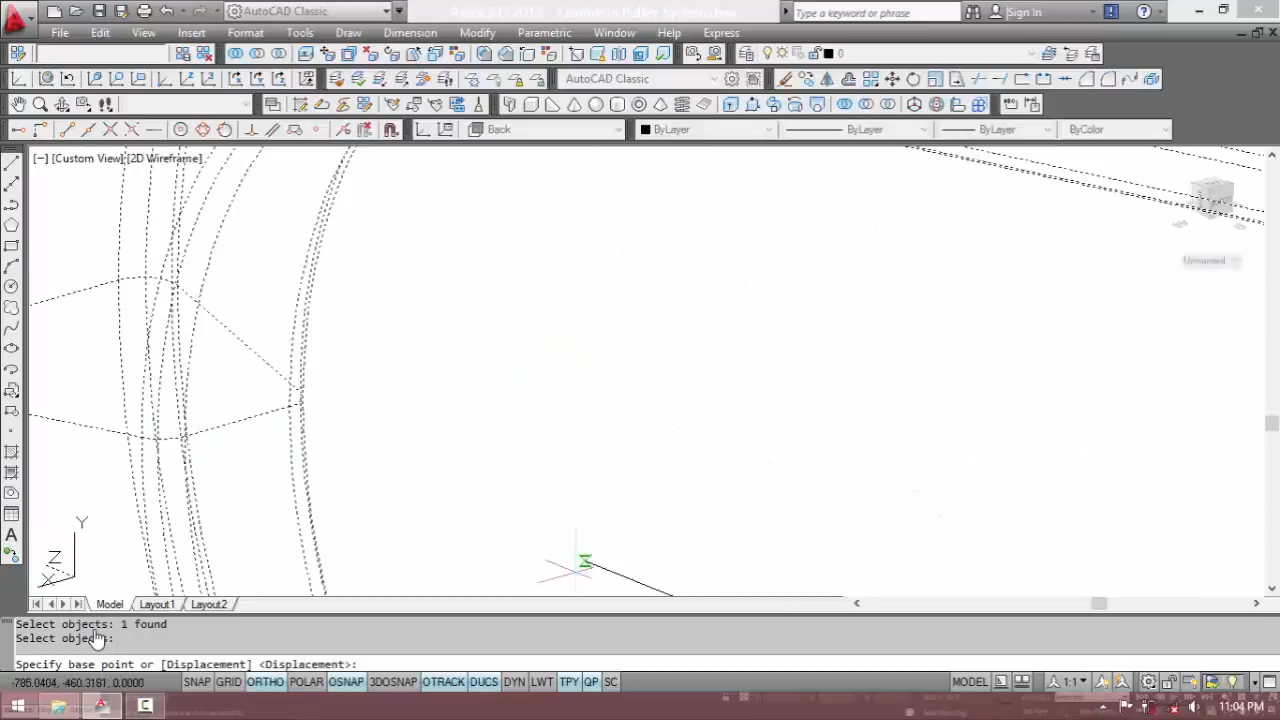 AutoCAD Classic
Type a keyword or phrase
Sign In
File Edit View Insert Format Tools Draw Dimension Modify Parametric Window Help Express
0
AutoCAD Classic
Back ByLayer ByLayer ByLayer ByColor
[−] [Custom View] [2D Wireframe]
Unnamed
Y
Z
X
Model Layout1 Layout2
Select objects: 1 found
Select objects:
Specify base point or [Displacement] <Displacement>:
-785.0404, -460.3181, 0.0000 SNAP GRID ORTHO POLAR OSNAP 3DOSNAP OTRACK DUCS DYN LWT TPY QP SC MODEL 1:1
11:04 PM